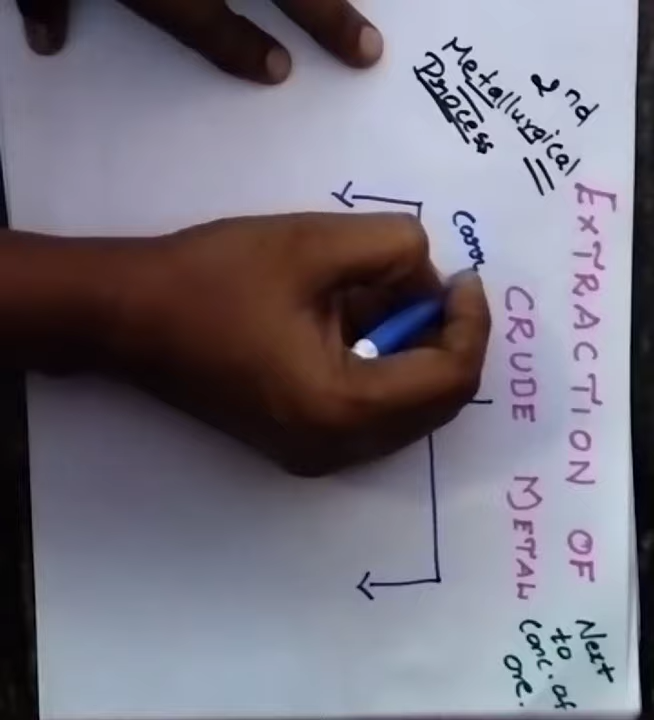 2nd
Metallurgical
Process
EXTRACTION OF
CRUDE METAL
Next
to
Conc. of
ore.